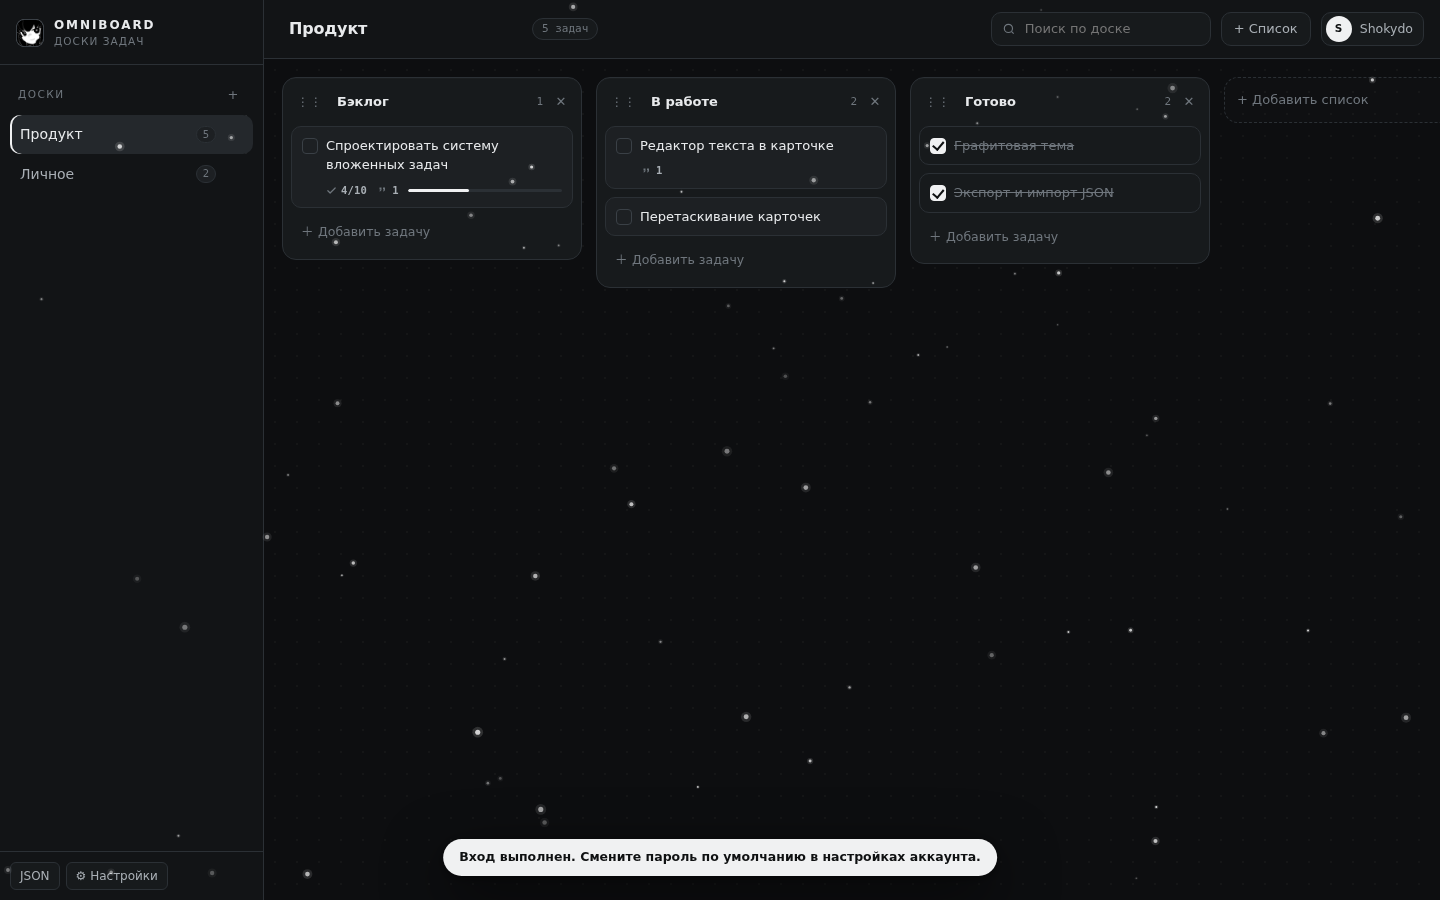 OMNIBOARD
ДОСКИ ЗАДАЧ
ДОСКИ
+
Продукт 5
Личное 2
JSON
⚙ Настройки
Продукт
5 задач
Поиск по доске
+ Список
S
Shokydo
Бэклог 1 ×
Спроектировать систему
вложенных задач
4/10 " 1
+ Добавить задачу
В работе 2 ×
Редактор текста в карточке
" 1
Перетаскивание карточек
+ Добавить задачу
Готово 2 ×
Графитовая тема
Экспорт и импорт JSON
+ Добавить задачу
+ Добавить список
Вход выполнен. Смените пароль по умолчанию в настройках аккаунта.